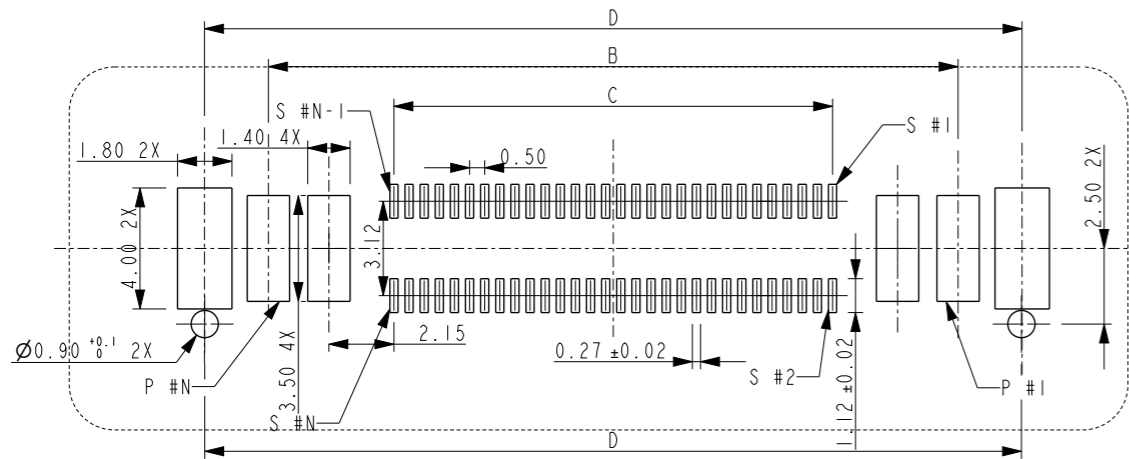 D
B
C
S #N-1
S #1
1.40 4X
1.80 2X
0.50
2.50 2X
4.00 2X
3.12
2.15
0.27 ±0.02
Ø0.90 +0.1 0 2X
S #2
P #N
3.50 4X
P #1
1.12 ±0.02
S #N
D